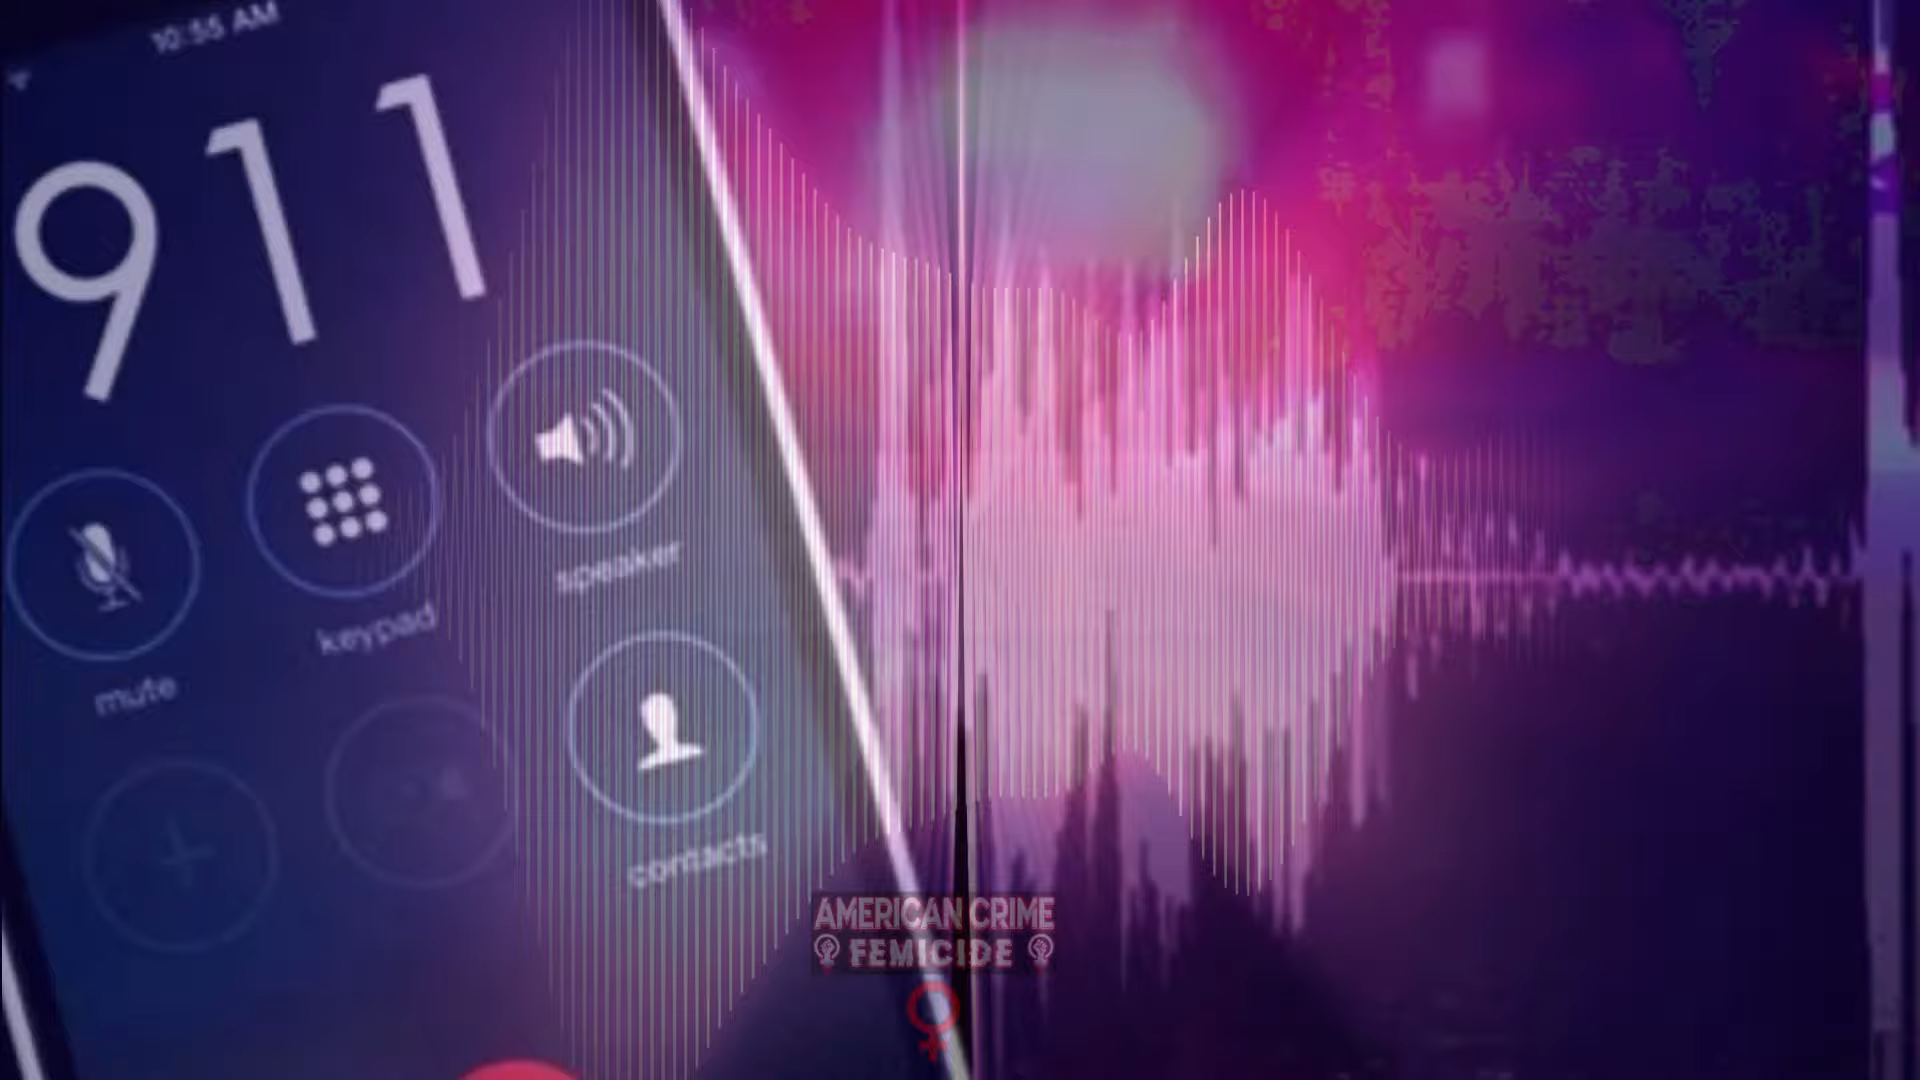 10:55 AM
911
mute
keypad
speaker
contacts
AMERICAN CRIME
FEMICIDE